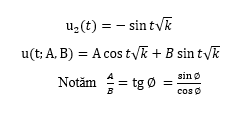 u₂(t) = − sin t√k
u(t; A, B) = A cos t√k + B sin t√k
Notăm A/B = tg Ø = sin Ø/cos Ø